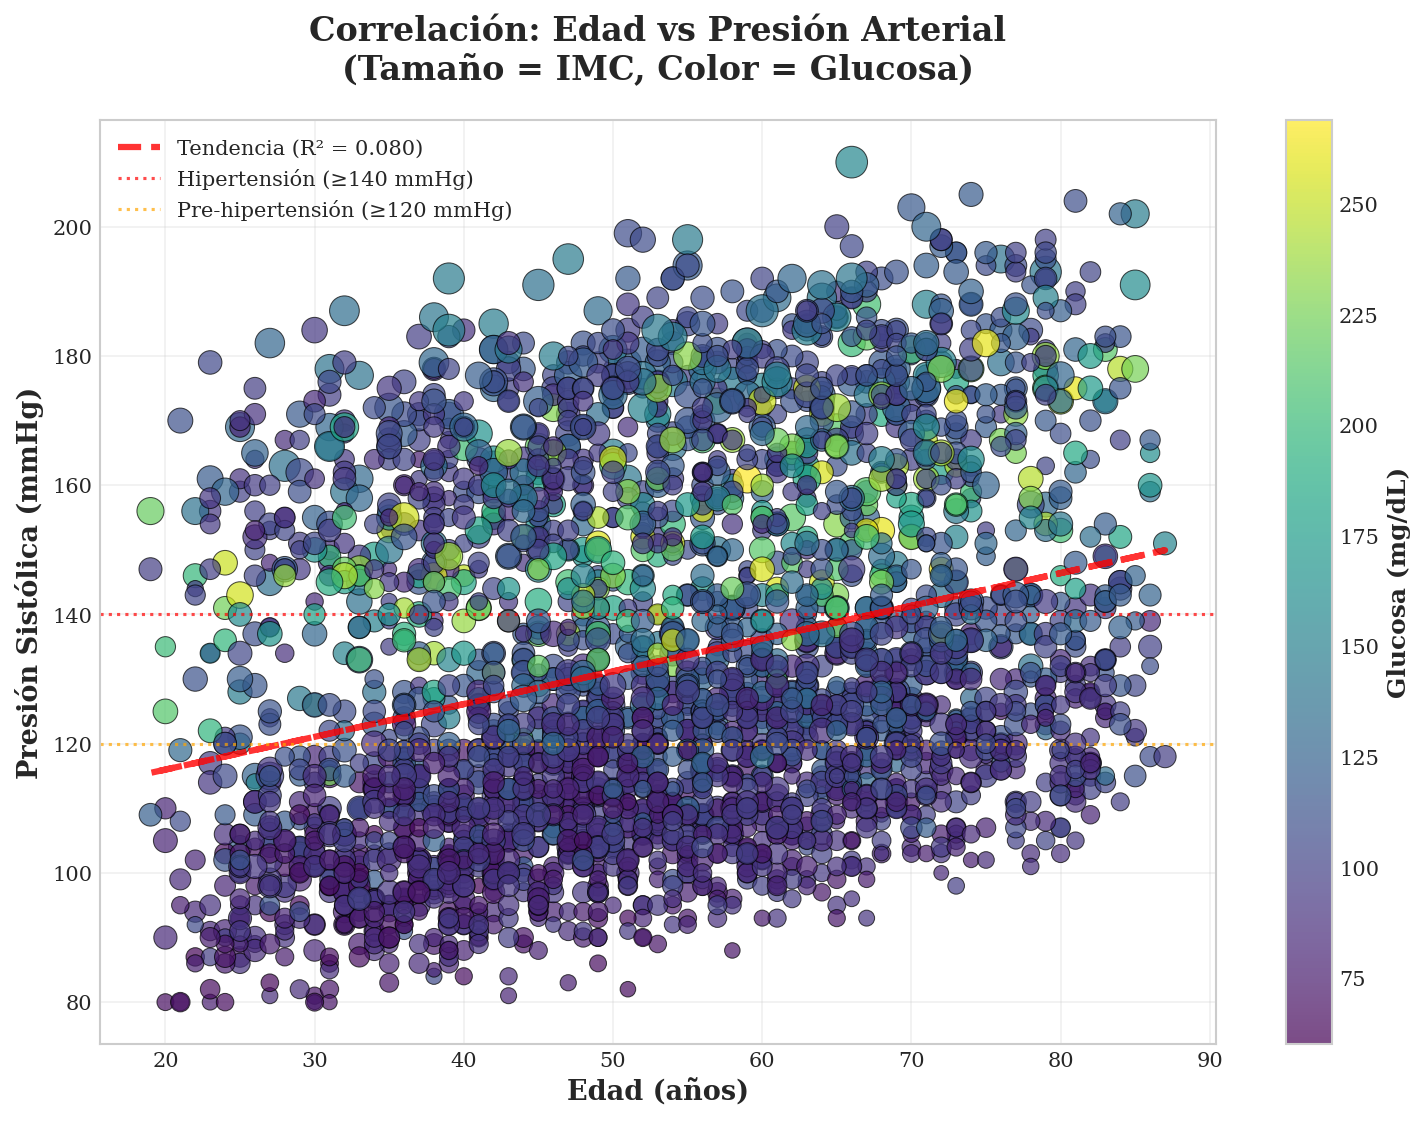 Correlación: Edad vs Presión Arterial
(Tamaño = IMC, Color = Glucosa)
Tendencia (R² = 0.080)
Hipertensión (≥140 mmHg)
Pre-hipertensión (≥120 mmHg)
Presión Sistólica (mmHg)
200
180
160
140
120
100
80
20 30 40 50 60 70 80 90
Edad (años)
250
225
200
175
150
125
100
75
Glucosa (mg/dL)